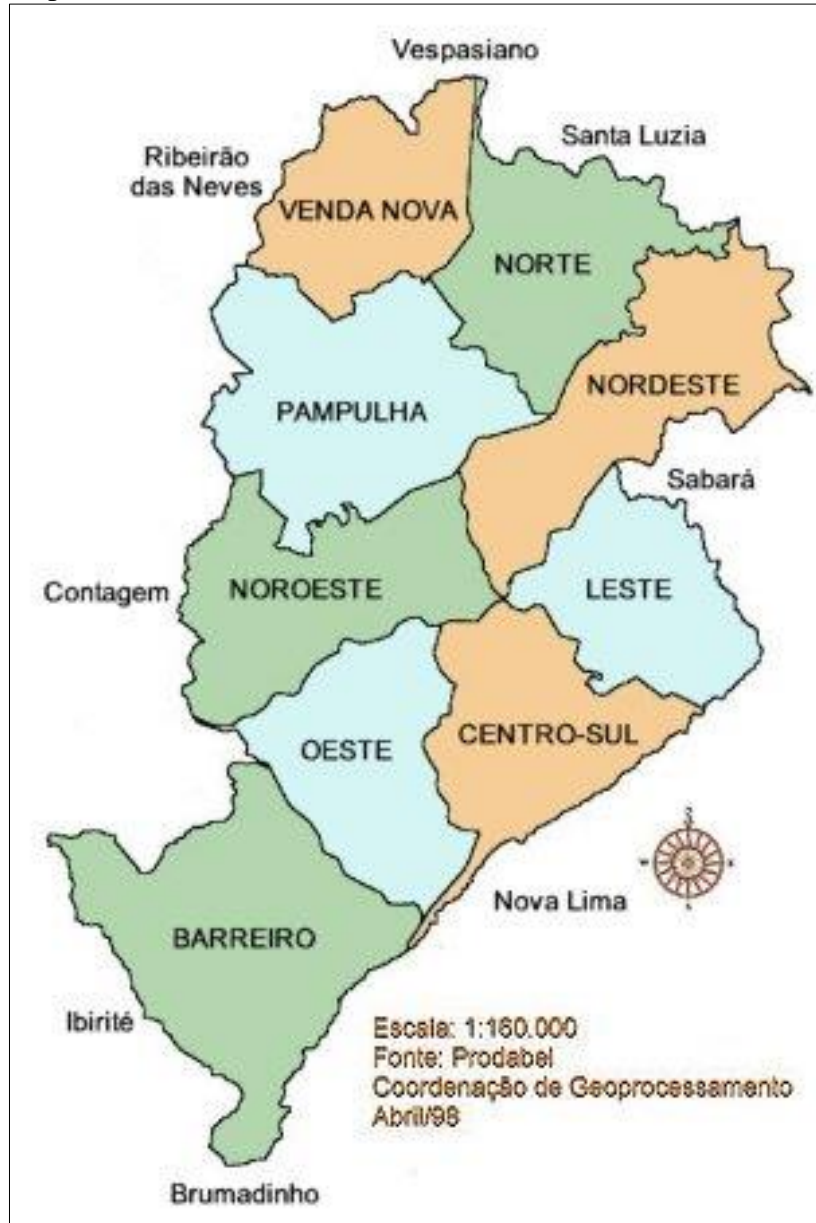 Vespasiano
Santa Luzia
Ribeirão
das Neves
VENDA NOVA
NORTE
NORDESTE
PAMPULHA
Sabará
Contagem
NOROESTE
LESTE
OESTE
CENTRO-SUL
Nova Lima
BARREIRO
Ibirité
Escala: 1:160.000
Fonte: Prodabel
Coordenação de Geoprocessamento
Abril/98
Brumadinho